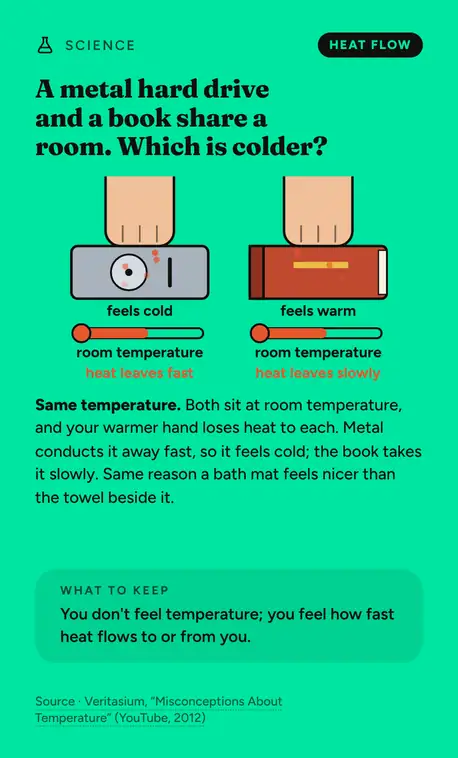 SCIENCE
HEAT FLOW
A metal hard drive
and a book share a
room. Which is colder?
feels cold
feels warm
room temperature
room temperature
heat leaves fast
heat leaves slowly
Same temperature. Both sit at room temperature,
and your warmer hand loses heat to each. Metal
conducts it away fast, so it feels cold; the book takes
it slowly. Same reason a bath mat feels nicer than
the towel beside it.
WHAT TO KEEP
You don't feel temperature; you feel how fast
heat flows to or from you.
Source · Veritasium, “Misconceptions About
Temperature” (YouTube, 2012)